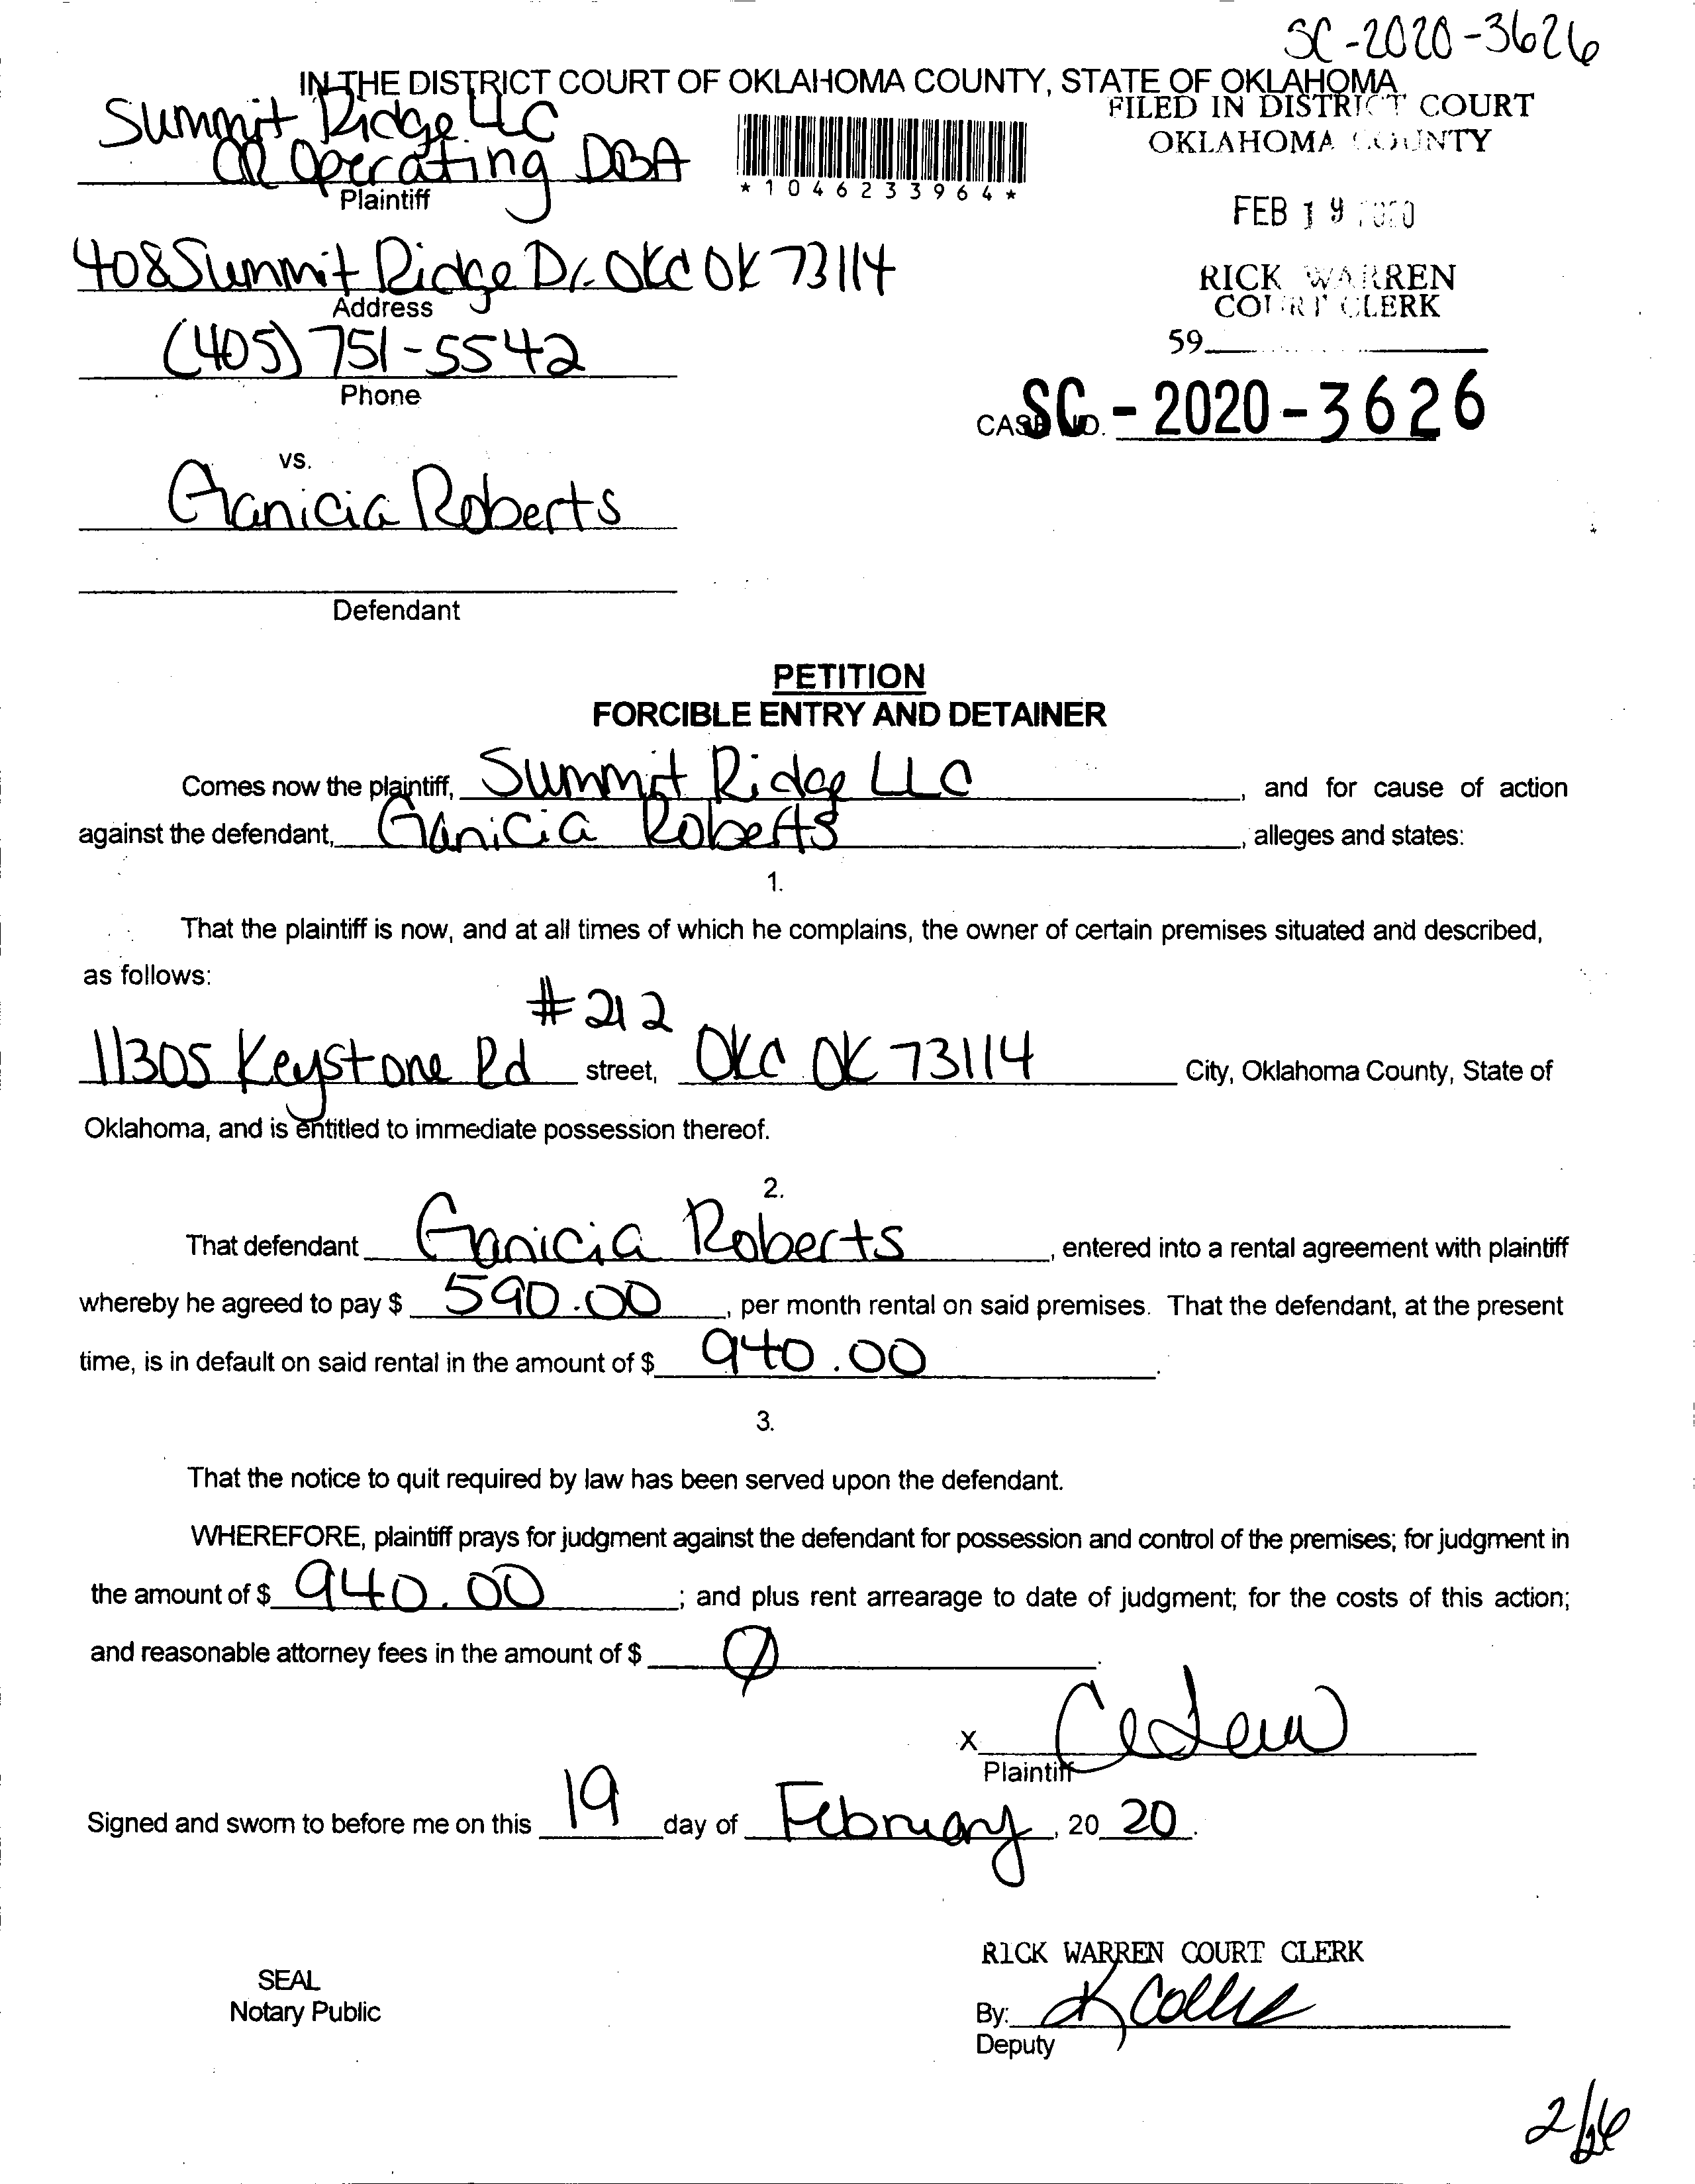 SC-2020-3626
IN THE DISTRICT COURT OF OKLAHOMA COUNTY, STATE OF OKLAHOMA
FILED IN DISTRICT COURT
OKLAHOMA COUNTY
Summit Ridge LLC
OR Operating DBA
Plaintiff
*1046233964*
FEB 19 2020
408 Summit Ridge Dr. OKC OK 73114
Address
RICK WARREN
COURT CLERK
(405) 751-5542
Phone
59
CASE NO. SC-2020-3626
vs.
Ganicia Roberts
Defendant
PETITION
FORCIBLE ENTRY AND DETAINER
Comes now the plaintiff, Summit Ridge LLC, and for cause of action
against the defendant, Ganicia Roberts, alleges and states:
1.
That the plaintiff is now, and at all times of which he complains, the owner of certain premises situated and described,
as follows:
#212
11305 Keystone Rd street, OKC OK 73114 City, Oklahoma County, State of
Oklahoma, and is entitled to immediate possession thereof.
2.
That defendant Ganicia Roberts, entered into a rental agreement with plaintiff
whereby he agreed to pay $ 590.00, per month rental on said premises. That the defendant, at the present
time, is in default on said rental in the amount of $ 940.00.
3.
That the notice to quit required by law has been served upon the defendant.
WHEREFORE, plaintiff prays for judgment against the defendant for possession and control of the premises; for judgment in
the amount of $ 940.00; and plus rent arrearage to date of judgment; for the costs of this action;
and reasonable attorney fees in the amount of $ 0.
X
Plaintiff
Signed and sworn to before me on this 19 day of February, 20 20.
RICK WARREN COURT CLERK
SEAL
Notary Public
By: K Collis
Deputy
2/26